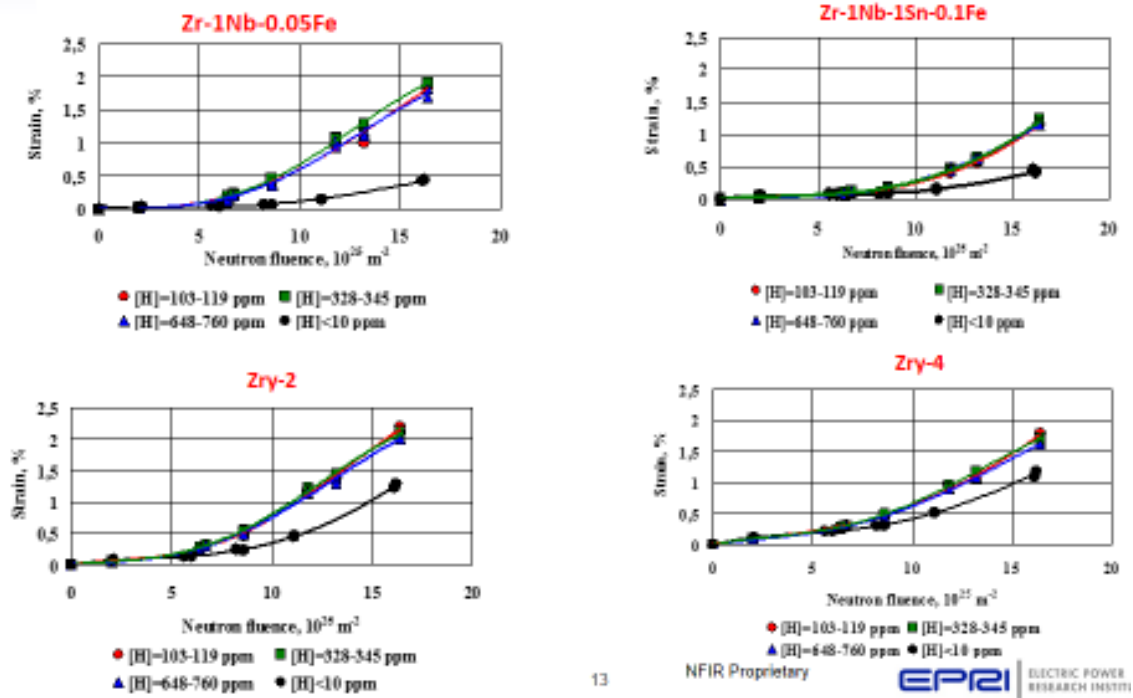 Zr-1Nb-0.05Fe
2,5
2
1,5
1
0,5
0
Strain, %
0 5 10 15 20
Neutron fluence, 10²⁵ m⁻²
[H]=103-119 ppm [H]=328-345 ppm
[H]=648-760 ppm [H]<10 ppm
Zr-1Nb-1Sn-0.1Fe
2,5
2
1,5
1
0,5
0
Strain, %
0 5 10 15 20
Neutron fluence, 10²⁵ m⁻²
[H]=103-119 ppm [H]=328-345 ppm
[H]=648-760 ppm [H]<10 ppm
Zry-2
2,5
2
1,5
1
0,5
0
Strain, %
0 5 10 15 20
Neutron fluence, 10²⁵ m⁻²
[H]=103-119 ppm [H]=328-345 ppm
[H]=648-760 ppm [H]<10 ppm
Zry-4
2,5
2
1,5
1
0,5
0
Strain, %
0 5 10 15 20
Neutron fluence, 10²⁵ m⁻²
[H]=103-119 ppm [H]=328-345 ppm
[H]=648-760 ppm [H]<10 ppm
13
NFIR Proprietary
EPRI
ELECTRIC POWER
RESEARCH INSTIT